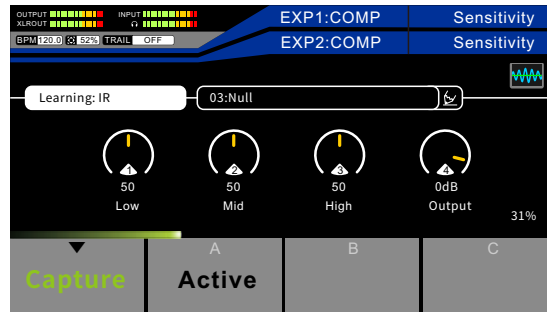 OUTPUT INPUT
XLROUT
BPM 120.0 52% TRAIL OFF
EXP1:COMP Sensitivity
EXP2:COMP Sensitivity
Learning: IR 03:Null
1 2 3 4
50 50 50 0dB
Low Mid High Output
31%
A B C
Capture Active